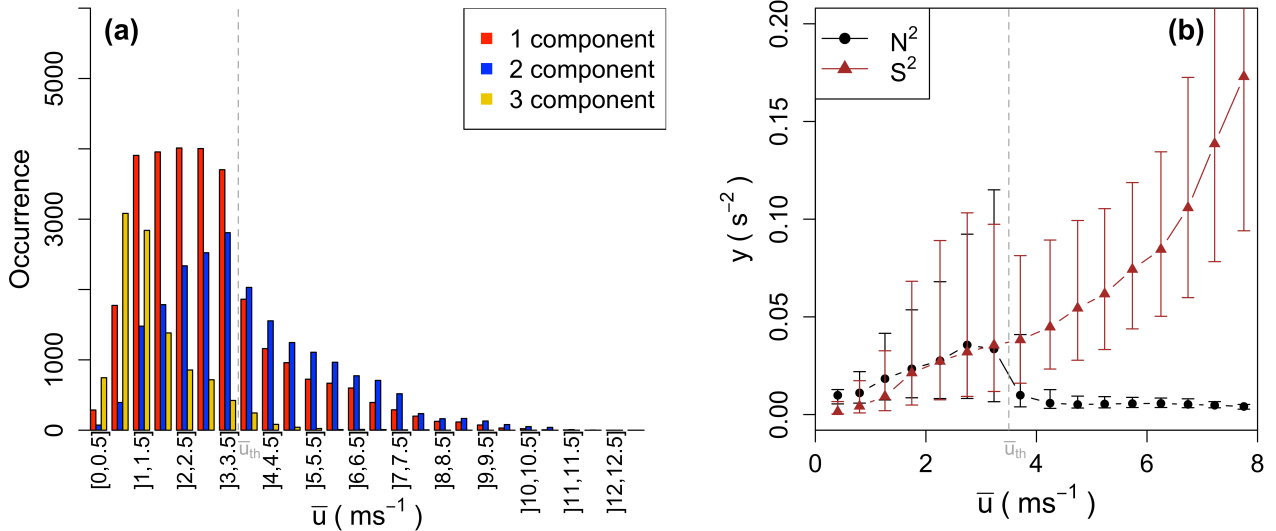 (a)
1 component
2 component
3 component
Occurrence
0
1000
3000
5000
]0,0.5]
]1,1.5]
]2,2.5]
]3,3.5]
]4,4.5]
]5,5.5]
]6,6.5]
]7,7.5]
]8,8.5]
]9,9.5]
]10,10.5]
]11,11.5]
]12,12.5]
u̅th
u̅ ( ms⁻¹)
(b)
N²
S²
y ( s⁻²)
0.00
0.05
0.10
0.15
0.20
0
2
4
6
8
u̅th
u̅ ( ms⁻¹)